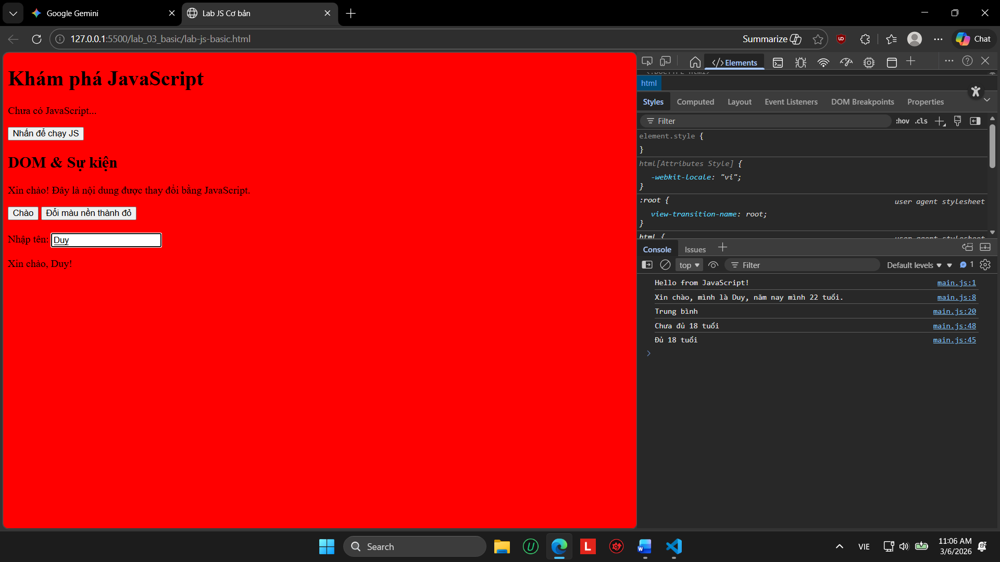 Google Gemini
Lab JS Cơ bản
127.0.0.1:5500/lab_03_basic/lab-js-basic.html
Summarize
Chat
Khám phá JavaScript
Chưa có JavaScript...
Nhấn để chạy JS
DOM & Sự kiện
Xin chào! Đây là nội dung được thay đổi bằng JavaScript.
Chào
Đổi màu nền thành đỏ
Nhập tên: Duy
Xin chào, Duy!
Elements
<!DOCTYPE html>
html
Styles Computed Layout Event Listeners DOM Breakpoints Properties
Filter
:hov .cls
element.style {
}
html[Attributes Style] {
-webkit-locale: "vi";
}
:root { user agent stylesheet
view-transition-name: root;
}
html { user agent stylesheet
Console Issues
top Filter Default levels 1
Hello from JavaScript! main.js:1
Xin chào, mình là Duy, năm nay mình 22 tuổi. main.js:8
Trung bình main.js:20
Chưa đủ 18 tuổi main.js:48
Đủ 18 tuổi main.js:45
Search
VIE
11:06 AM
3/6/2026